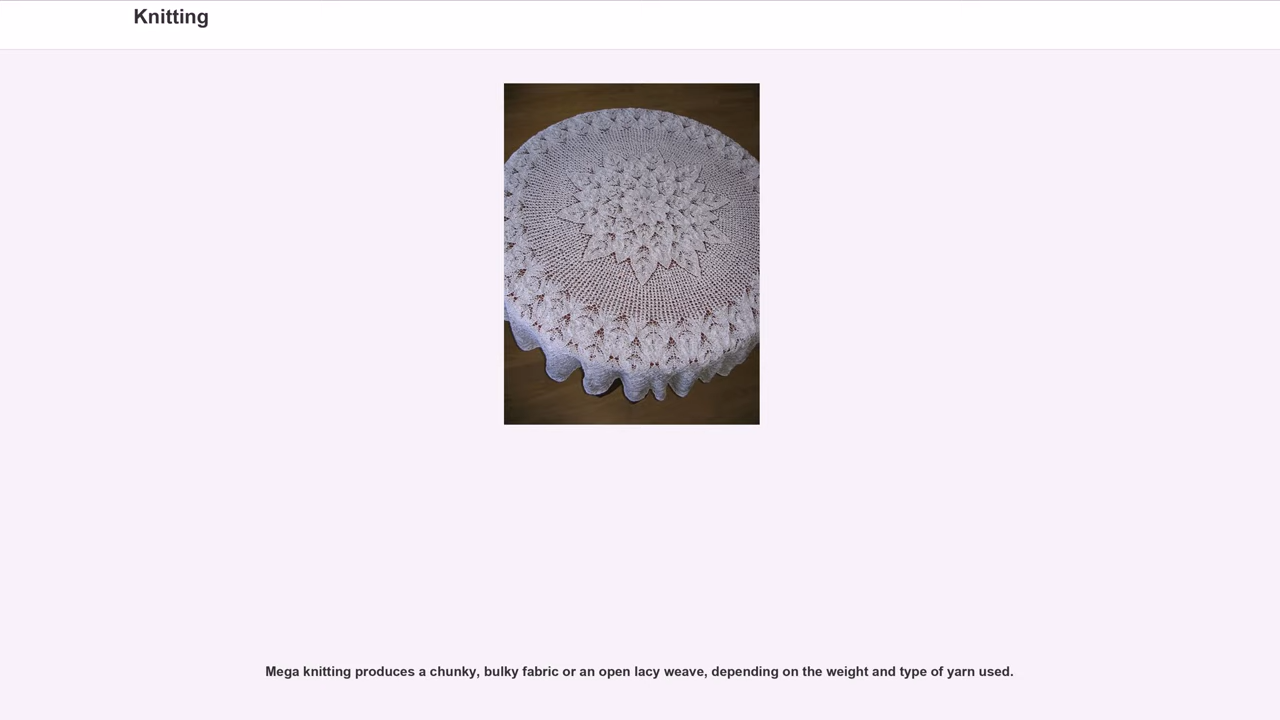 Knitting
Mega knitting produces a chunky, bulky fabric or an open lacy weave, depending on the weight and type of yarn used.